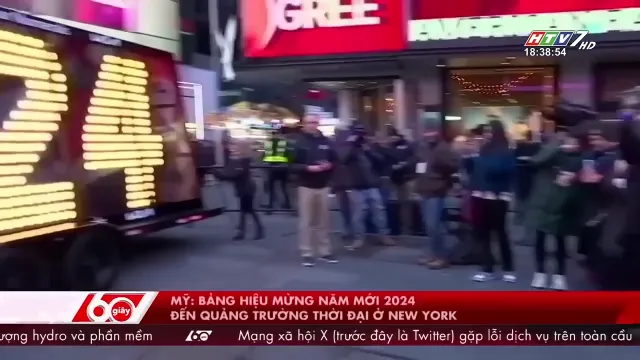 GREE
HTV7 HD
18:38:54
24
60 giây
MỸ: BẢNG HIỆU MỪNG NĂM MỚI 2024
ĐẾN QUẢNG TRƯỜNG THỜI ĐẠI Ở NEW YORK
60 giây
ượng hydro và phần mềm
Mạng xã hội X (trước đây là Twitter) gặp lỗi dịch vụ trên toàn cầu